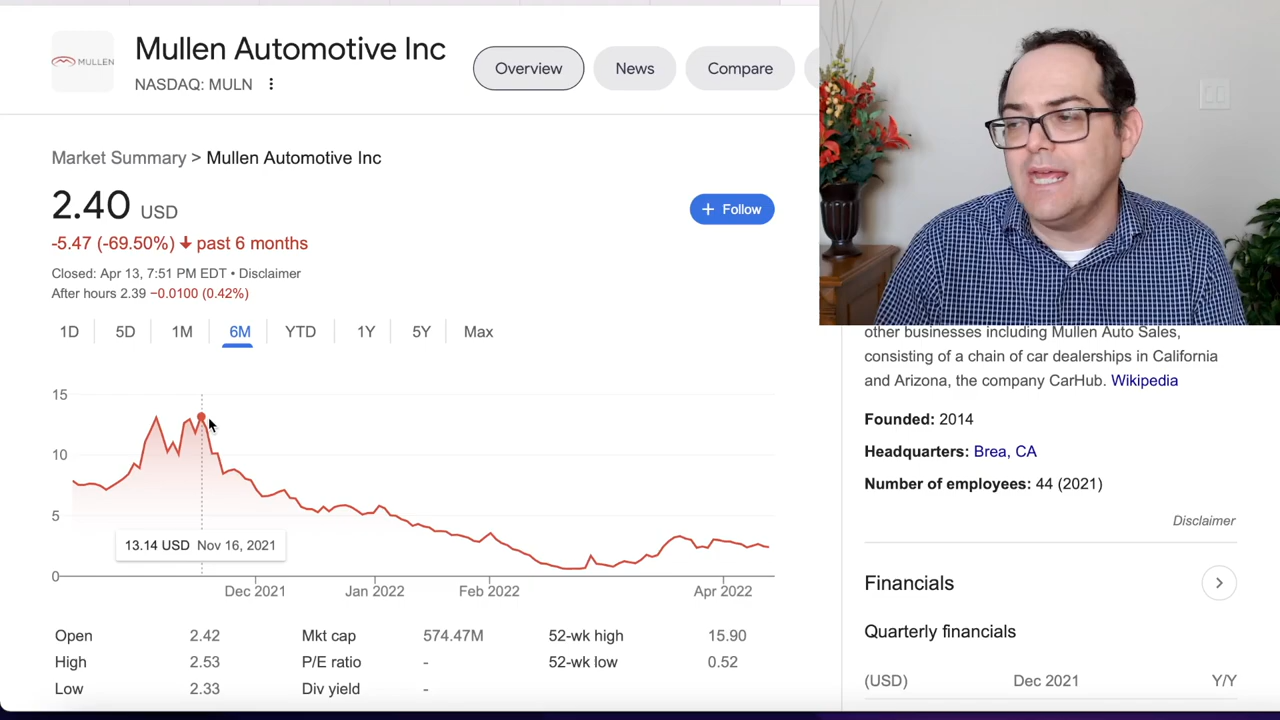 MULLEN
Mullen Automotive Inc
NASDAQ: MULN
Overview
News
Compare
Market Summary > Mullen Automotive Inc
2.40 USD
+ Follow
-5.47 (-69.50%) ↓ past 6 months
Closed: Apr 13, 7:51 PM EDT • Disclaimer
After hours 2.39 −0.0100 (0.42%)
1D 5D 1M 6M YTD 1Y 5Y Max
15
10
5
0
13.14 USD Nov 16, 2021
Dec 2021 Jan 2022 Feb 2022 Apr 2022
Open 2.42 Mkt cap 574.47M 52-wk high 15.90
High 2.53 P/E ratio - 52-wk low 0.52
Low 2.33 Div yield -
other businesses including Mullen Auto Sales,
consisting of a chain of car dealerships in California
and Arizona, the company CarHub. Wikipedia
Founded: 2014
Headquarters: Brea, CA
Number of employees: 44 (2021)
Disclaimer
Financials
Quarterly financials
(USD) Dec 2021 Y/Y